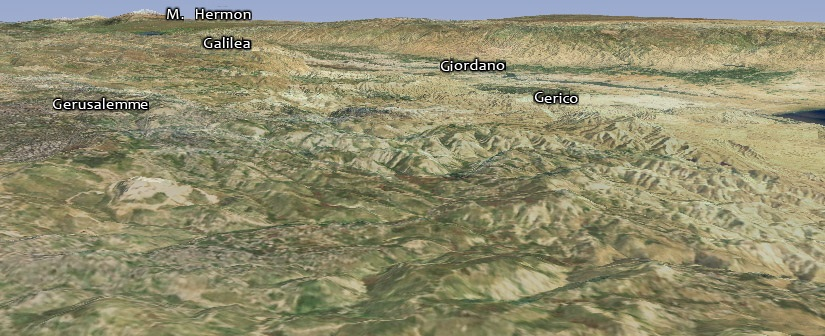 M. Hermon
Galilea
Giordano
Gerico
Gerusalemme